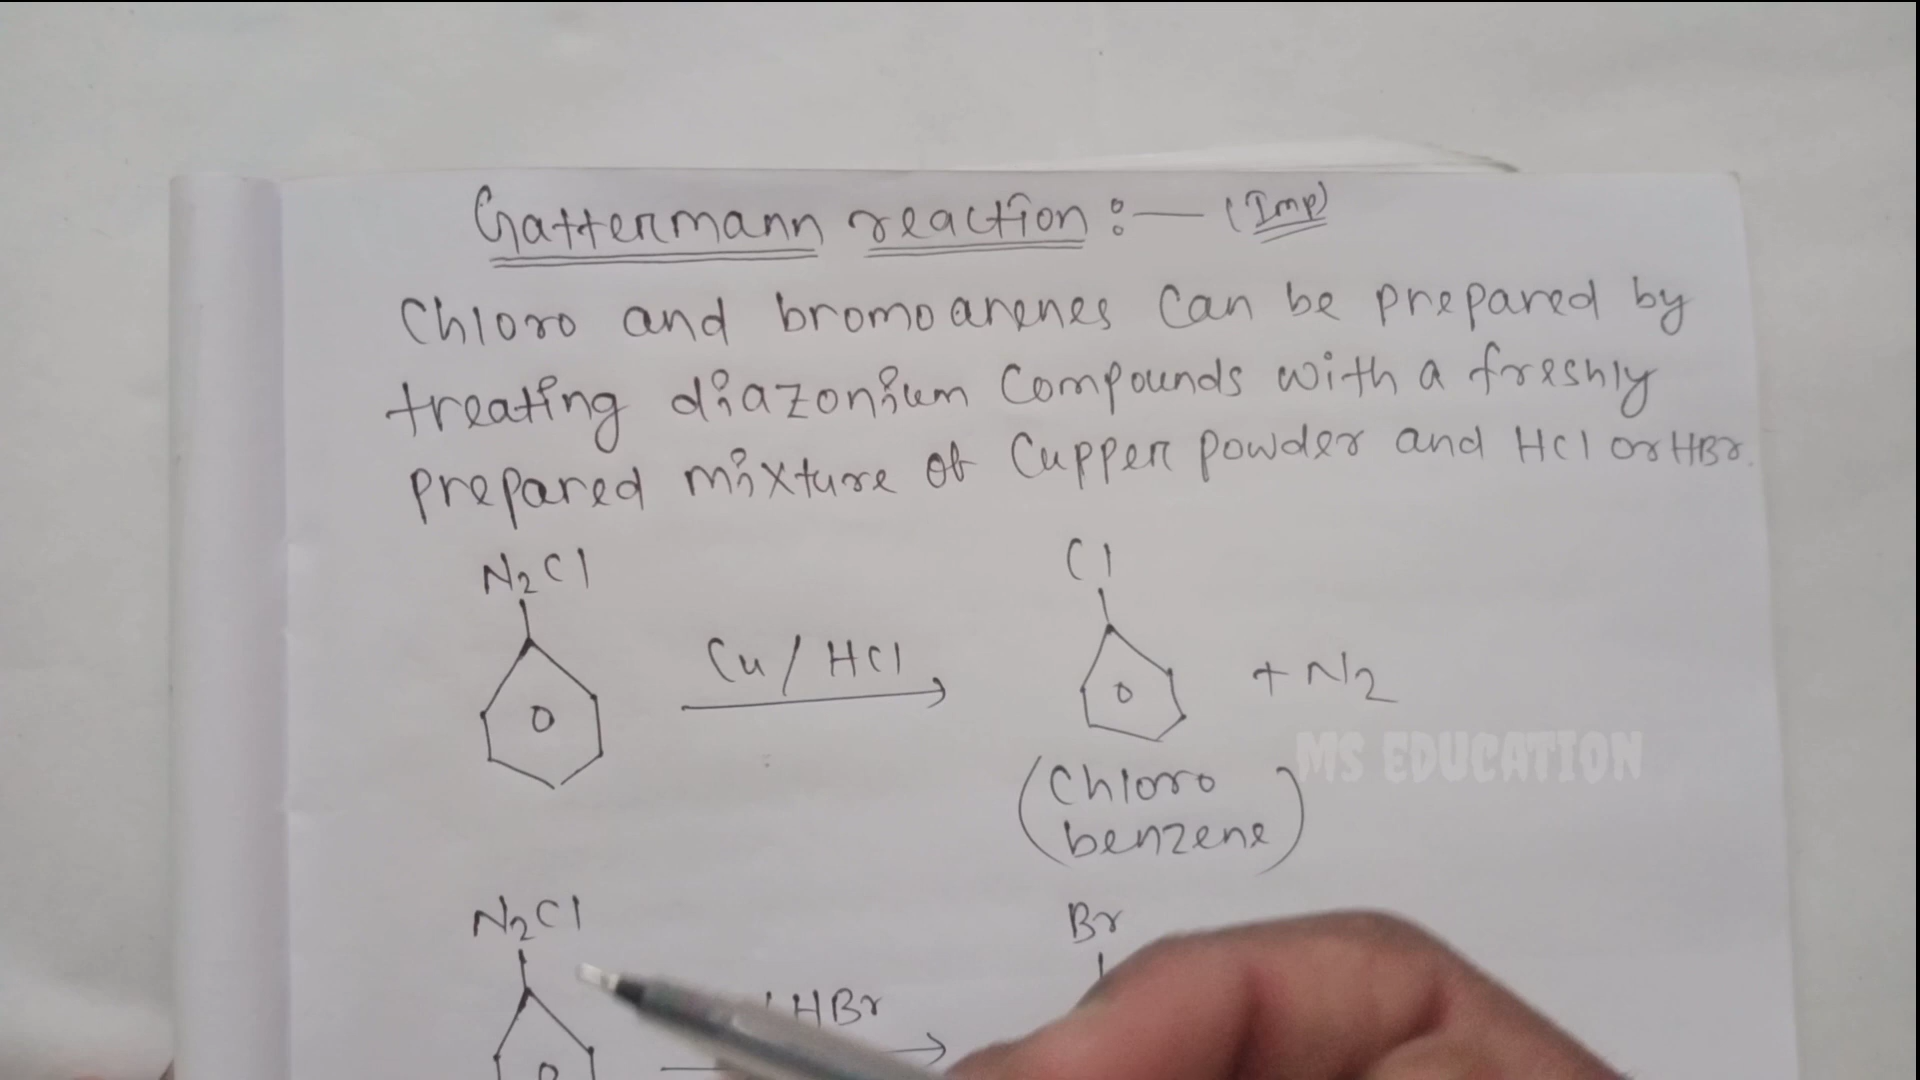 Gattermann reaction :— (Imp)
Chloro and bromoarenes can be prepared by
treating diazonium compounds with a freshly
prepared mixture of Cupper powder and HCl or HBr.
N2Cl
Cl
Cu / HCl
+ N2
MS EDUCATION
(Chloro
benzene)
N2Cl
Br
HBr